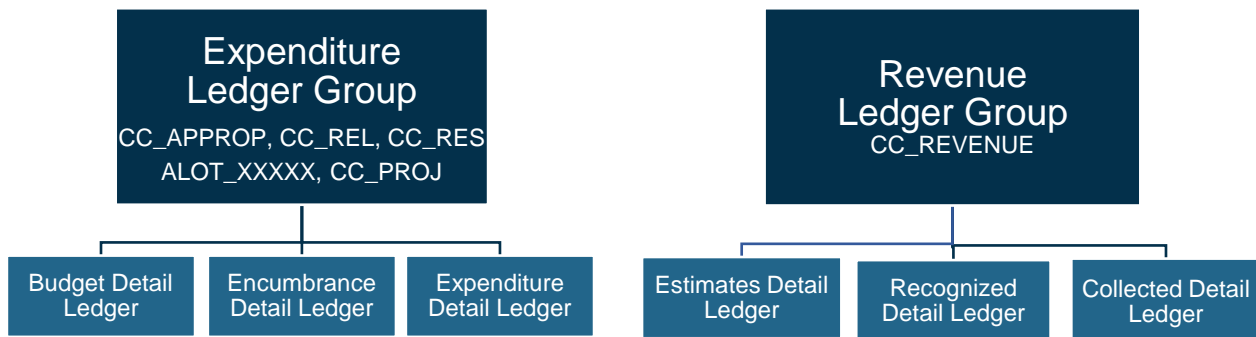 Expenditure
Ledger Group
CC_APPROP, CC_REL, CC_RES
ALOT_XXXXX, CC_PROJ
Revenue
Ledger Group
CC_REVENUE
Budget Detail
Ledger
Encumbrance
Detail Ledger
Expenditure
Detail Ledger
Estimates Detail
Ledger
Recognized
Detail Ledger
Collected Detail
Ledger